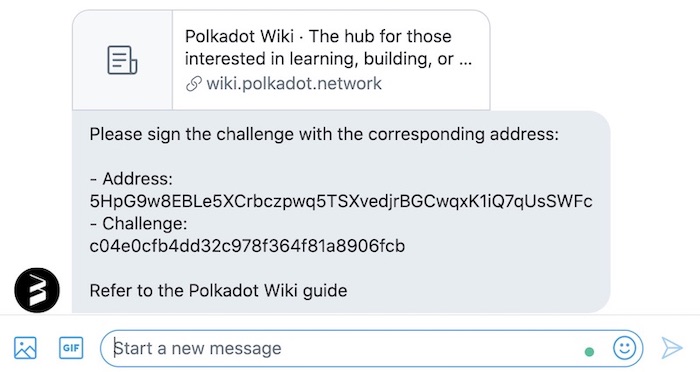 Polkadot Wiki · The hub for those
interested in learning, building, or ...
wiki.polkadot.network
Please sign the challenge with the corresponding address:
- Address:
5HpG9w8EBLe5XCrbczpwq5TSXvedjrBGCwqxK1iQ7qUsSWFc
- Challenge:
c04e0cfb4dd32c978f364f81a8906fcb
Refer to the Polkadot Wiki guide
GIF
Start a new message